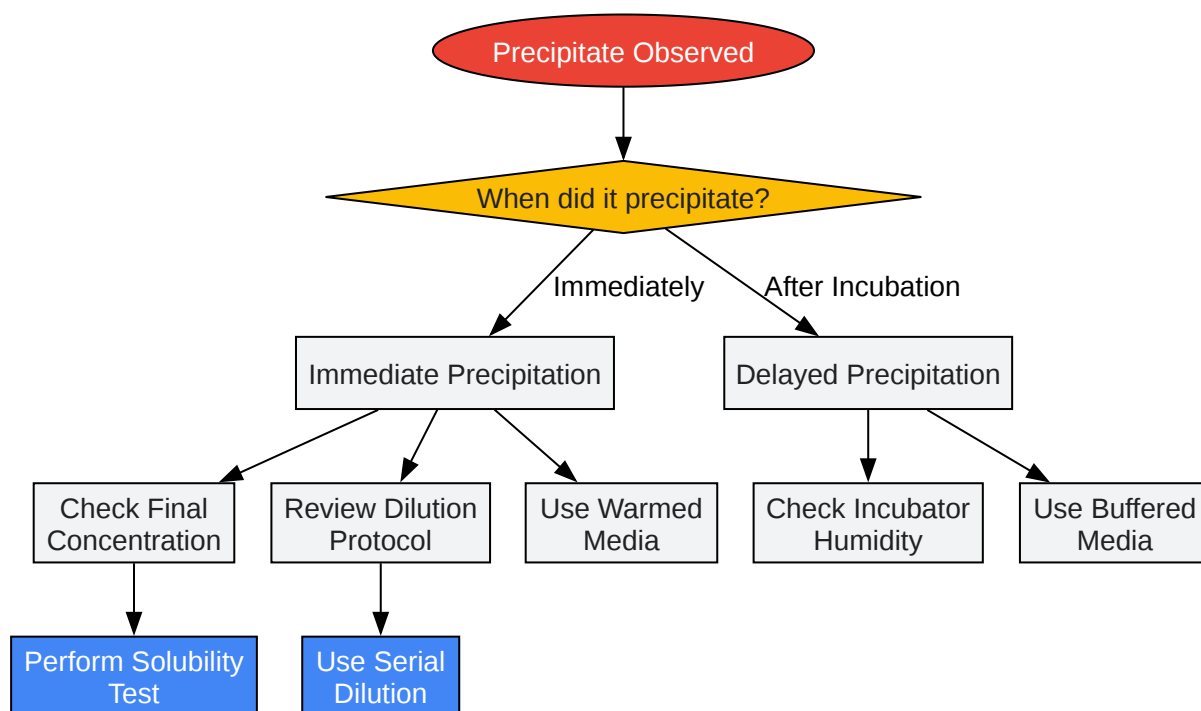 Precipitate Observed
When did it precipitate?
Immediately
After Incubation
Immediate Precipitation
Delayed Precipitation
Check Final
Concentration
Review Dilution
Protocol
Use Warmed
Media
Check Incubator
Humidity
Use Buffered
Media
Perform Solubility
Test
Use Serial
Dilution